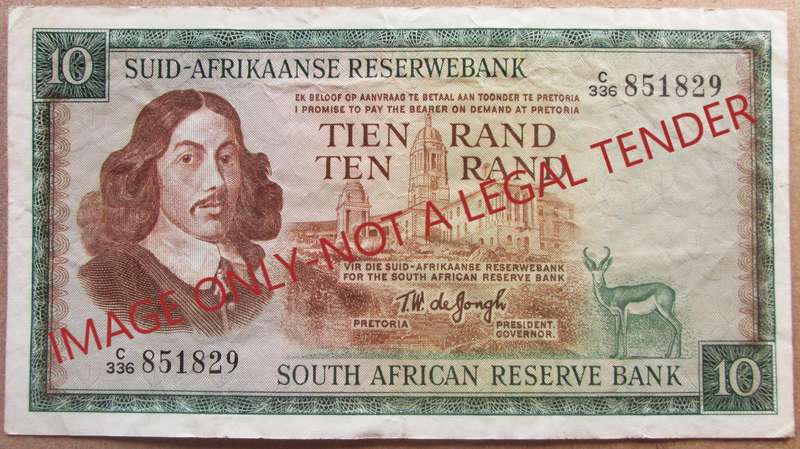 10
SUID-AFRIKAANSE RESERWEBANK
C/336 851829
EK BELOOF OP AANVRAAG TE BETAAL AAN TOONDER TE PRETORIA
I PROMISE TO PAY THE BEARER ON DEMAND AT PRETORIA
TIEN RAND
TEN RAND
IMAGE ONLY-NOT A LEGAL TENDER
VIR DIE SUID-AFRIKAANSE RESERWEBANK
FOR THE SOUTH AFRICAN RESERVE BANK
T.W. de Jongh
PRETORIA
PRESIDENT.
GOVERNOR.
C/336 851829
SOUTH AFRICAN RESERVE BANK
10